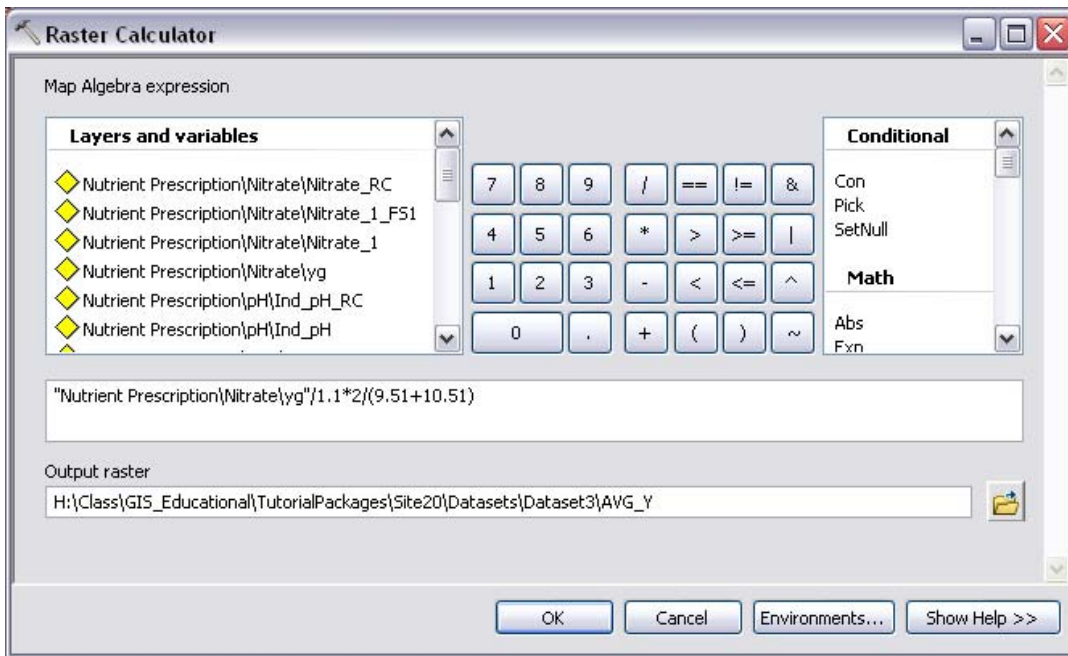 Raster Calculator
Map Algebra expression
Layers and variables
Nutrient Prescription\Nitrate\Nitrate_RC
Nutrient Prescription\Nitrate\Nitrate_1_FS1
Nutrient Prescription\Nitrate\Nitrate_1
Nutrient Prescription\Nitrate\yg
Nutrient Prescription\pH\Ind_pH_RC
Nutrient Prescription\pH\Ind_pH
7 8 9 / == != &
4 5 6 * > >= |
1 2 3 - < <= ^
0 . + ( ) ~
Conditional
Con
Pick
SetNull
Math
Abs
Exp
"Nutrient Prescription\Nitrate\yg"/1.1*2/(9.51+10.51)
Output raster
H:\Class\GIS_Educational\TutorialPackages\Site20\Datasets\Dataset3\AVG_Y
OK Cancel Environments... Show Help >>